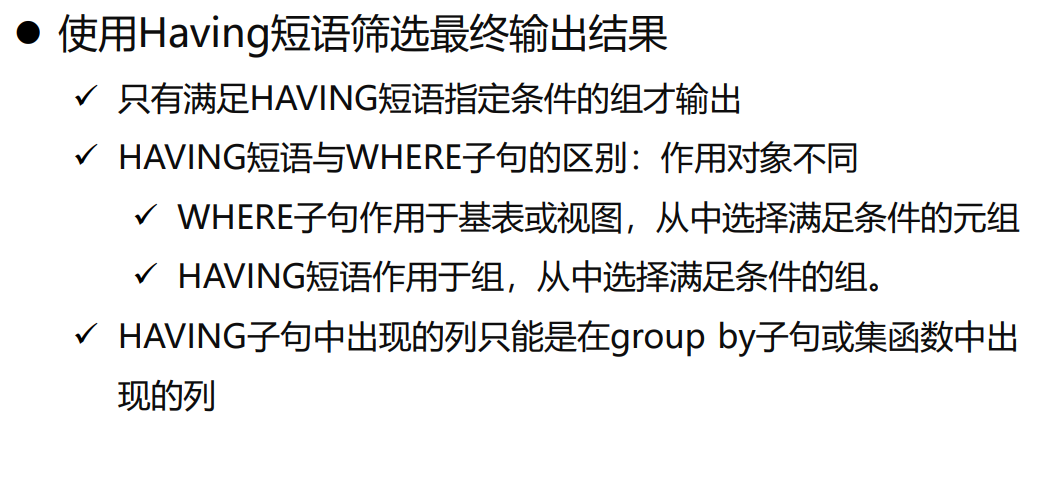 ● 使用Having短语筛选最终输出结果
✓ 只有满足HAVING短语指定条件的组才输出
✓ HAVING短语与WHERE子句的区别：作用对象不同
✓ WHERE子句作用于基表或视图，从中选择满足条件的元组
✓ HAVING短语作用于组，从中选择满足条件的组。
✓ HAVING子句中出现的列只能是在group by子句或集函数中出
现的列